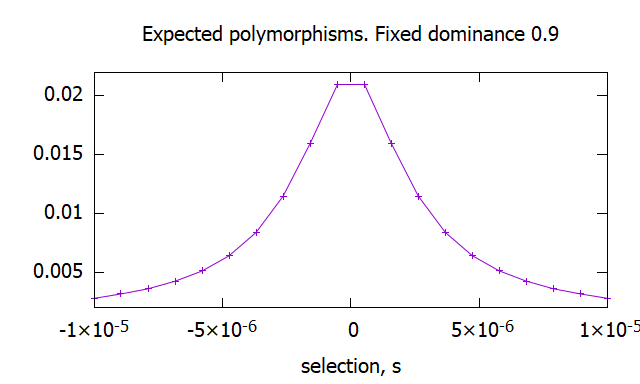 Expected polymorphisms. Fixed dominance 0.9
0.02
0.015
0.01
0.005
-1×10⁻⁵ -5×10⁻⁶ 0 5×10⁻⁶ 1×10⁻⁵
selection, s